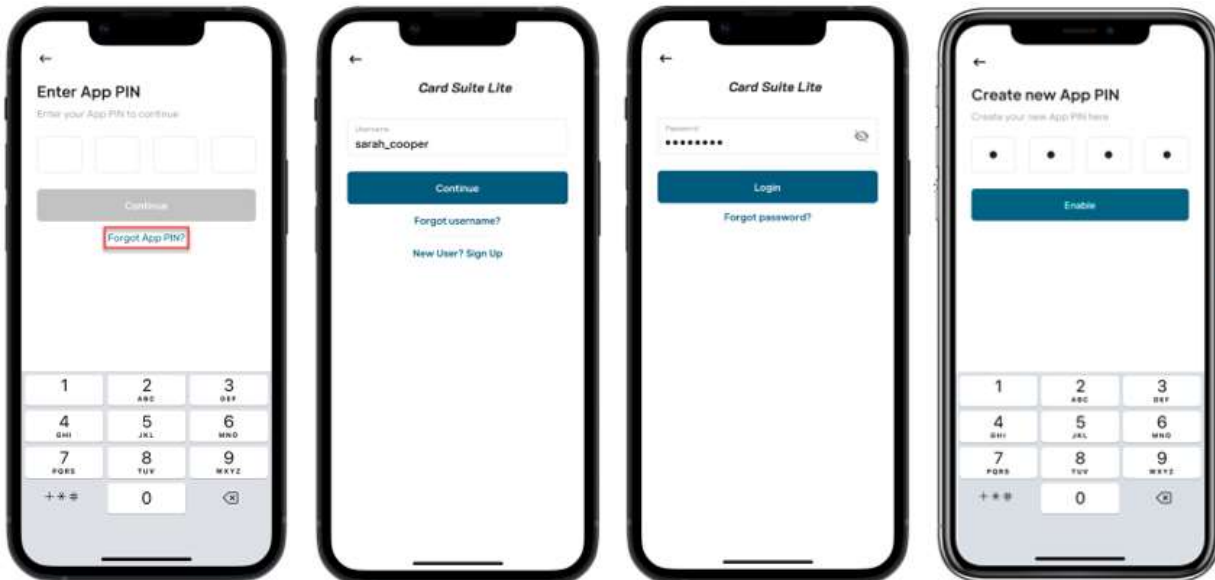 Enter App PIN
Enter your App PIN to continue
Continue
Forgot App PIN?
1
2
ABC
3
DEF
4
GHI
5
JKL
6
MNO
7
PQRS
8
TUV
9
WXYZ
+*#
0
Card Suite Lite
Username
sarah_cooper
Continue
Forgot username?
New User? Sign Up
Card Suite Lite
Password
Login
Forgot password?
Create new App PIN
Create your new App PIN here
Enable
1
2
ABC
3
DEF
4
GHI
5
JKL
6
MNO
7
PQRS
8
TUV
9
WXYZ
+*#
0